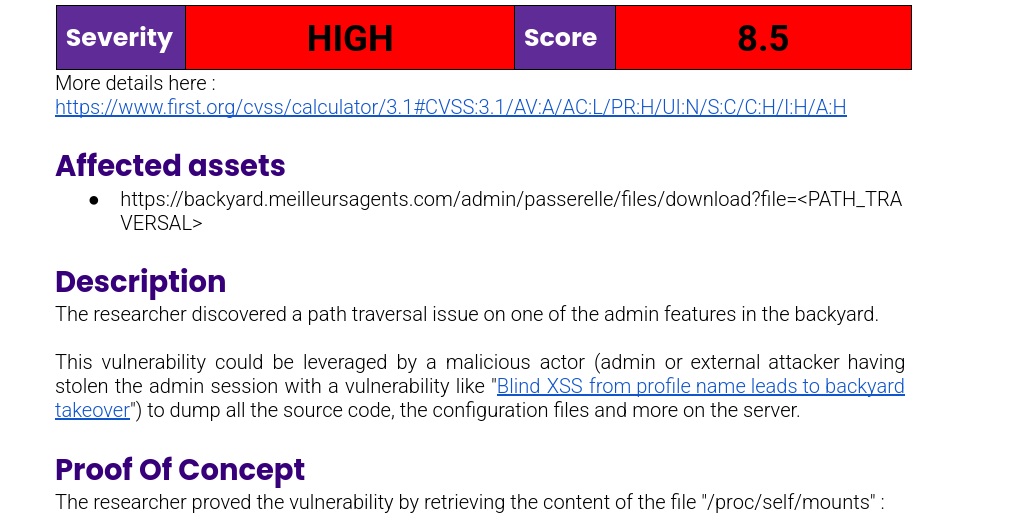 Severity HIGH Score 8.5
More details here :
https://www.first.org/cvss/calculator/3.1#CVSS:3.1/AV:A/AC:L/PR:H/UI:N/S:C/C:H/I:H/A:H
Affected assets
● https://backyard.meilleursagents.com/admin/passerelle/files/download?file=<PATH_TRA
VERSAL>
Description
The researcher discovered a path traversal issue on one of the admin features in the backyard.
This vulnerability could be leveraged by a malicious actor (admin or external attacker having
stolen the admin session with a vulnerability like "Blind XSS from profile name leads to backyard
takeover") to dump all the source code, the configuration files and more on the server.
Proof Of Concept
The researcher proved the vulnerability by retrieving the content of the file "/proc/self/mounts" :